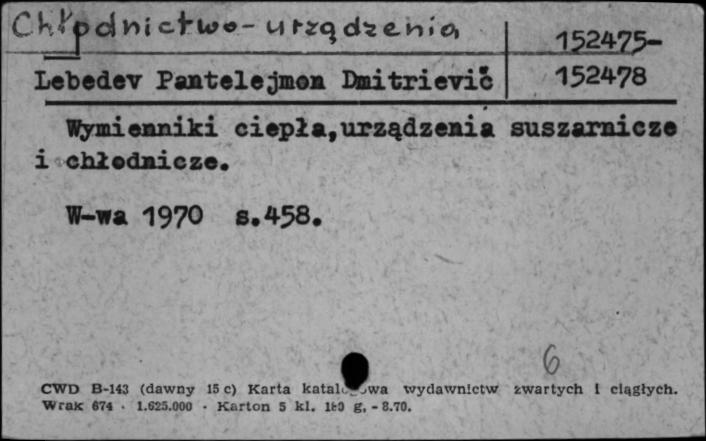 Chłodnictwo-urządzenia
152475-
152478
Lebedev Pantelejmon Dmitrievič
Wymienniki ciepła,urządzenia suszarnicze
i chłodnicze.
W-wa 1970 s.458.
6
CWD B-143 (dawny 15 c) Karta katalogowa wydawnictw zwartych i ciągłych.
Wrak 674 · 1.625.000 · Karton 5 kl. 180 g. - 8.70.